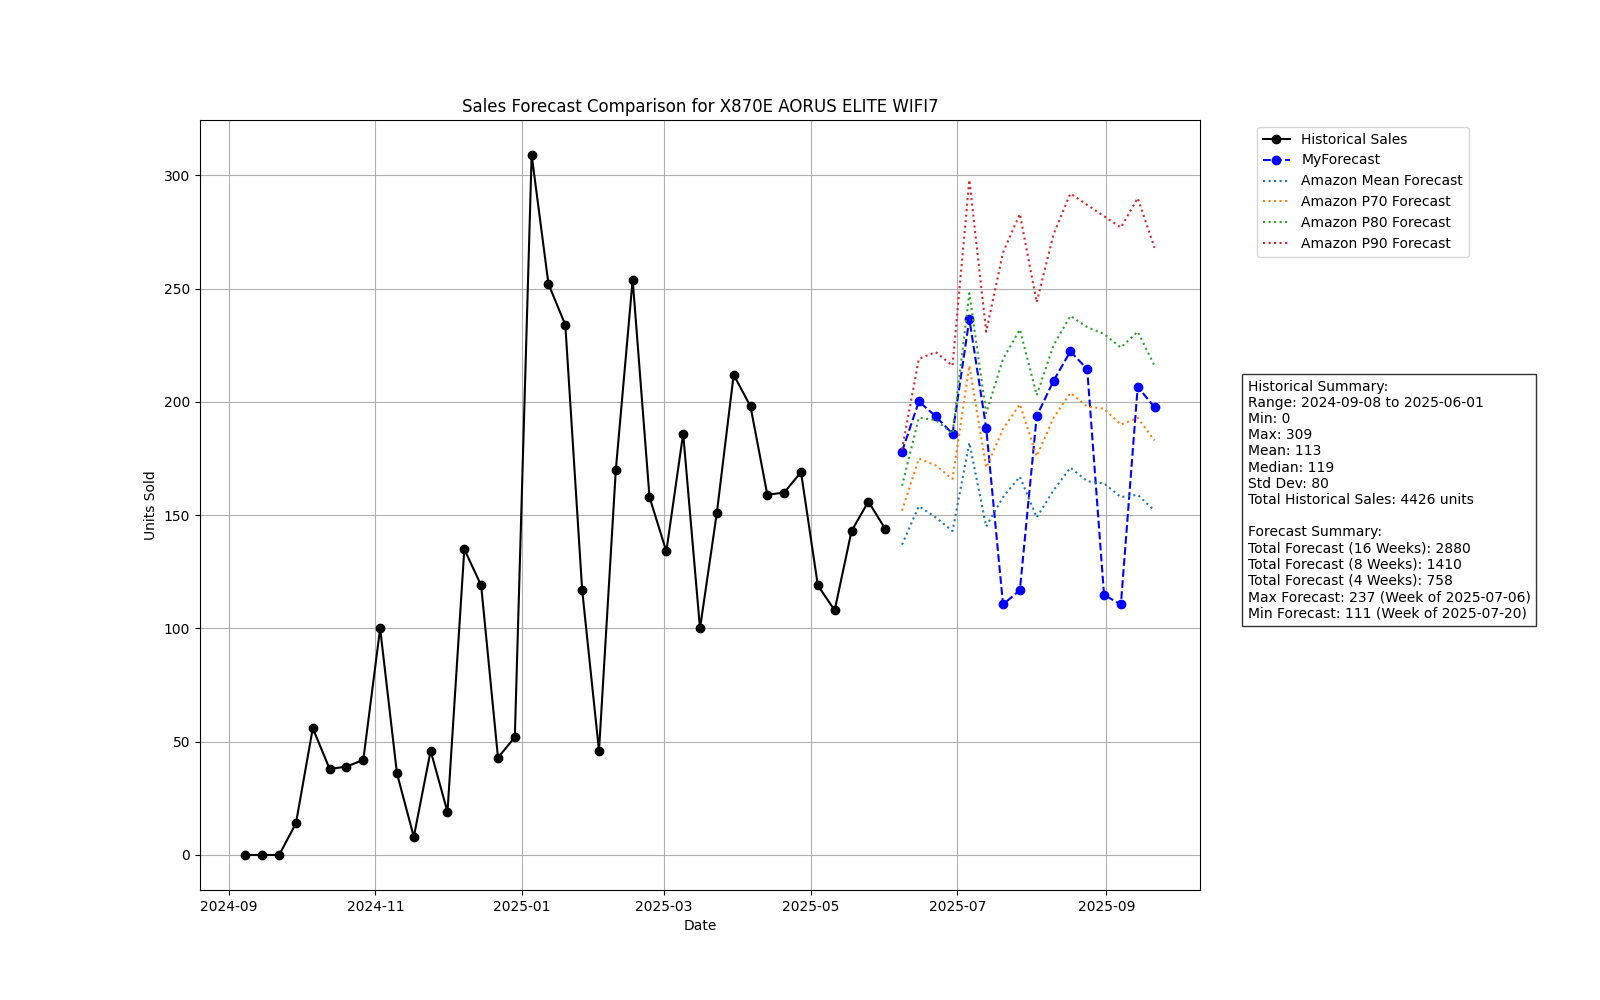 Sales Forecast Comparison for X870E AORUS ELITE WIFI7
Historical Sales
MyForecast
Amazon Mean Forecast
Amazon P70 Forecast
Amazon P80 Forecast
Amazon P90 Forecast
300
250
200
150
100
50
0
Units Sold
2024-09
2024-11
2025-01
2025-03
2025-05
2025-07
2025-09
Date
Historical Summary:
Range: 2024-09-08 to 2025-06-01
Min: 0
Max: 309
Mean: 113
Median: 119
Std Dev: 80
Total Historical Sales: 4426 units
Forecast Summary:
Total Forecast (16 Weeks): 2880
Total Forecast (8 Weeks): 1410
Total Forecast (4 Weeks): 758
Max Forecast: 237 (Week of 2025-07-06)
Min Forecast: 111 (Week of 2025-07-20)